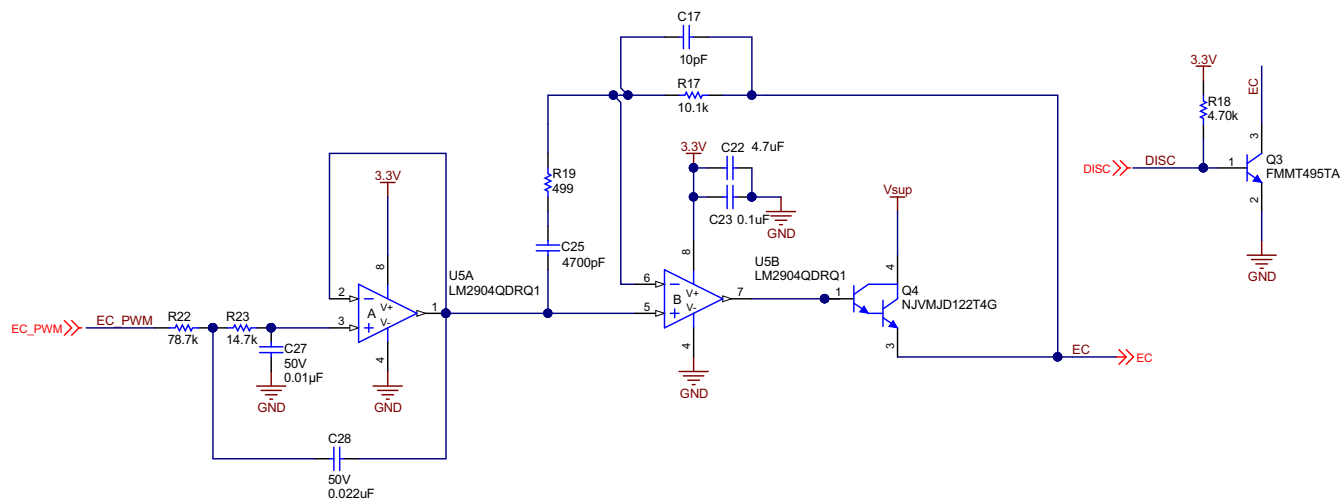 C17
10pF
R17
10.1k
3.3V
R18
4.70k
EC
DISC
DISC
1
3
2
Q3
FMMT495TA
GND
R19
499
C25
4700pF
3.3V
C22
4.7uF
C23
0.1uF
GND
Vsup
3.3V
8
2
3
1
4
A
V+
V-
U5A
LM2904QDRQ1
GND
8
6
5
7
4
B
V+
V-
U5B
LM2904QDRQ1
GND
1
4
3
Q4
NJVMJD122T4G
EC
EC
EC_PWM
EC_PWM
R22
78.7k
R23
14.7k
C27
50V
0.01µF
GND
C28
50V
0.022uF